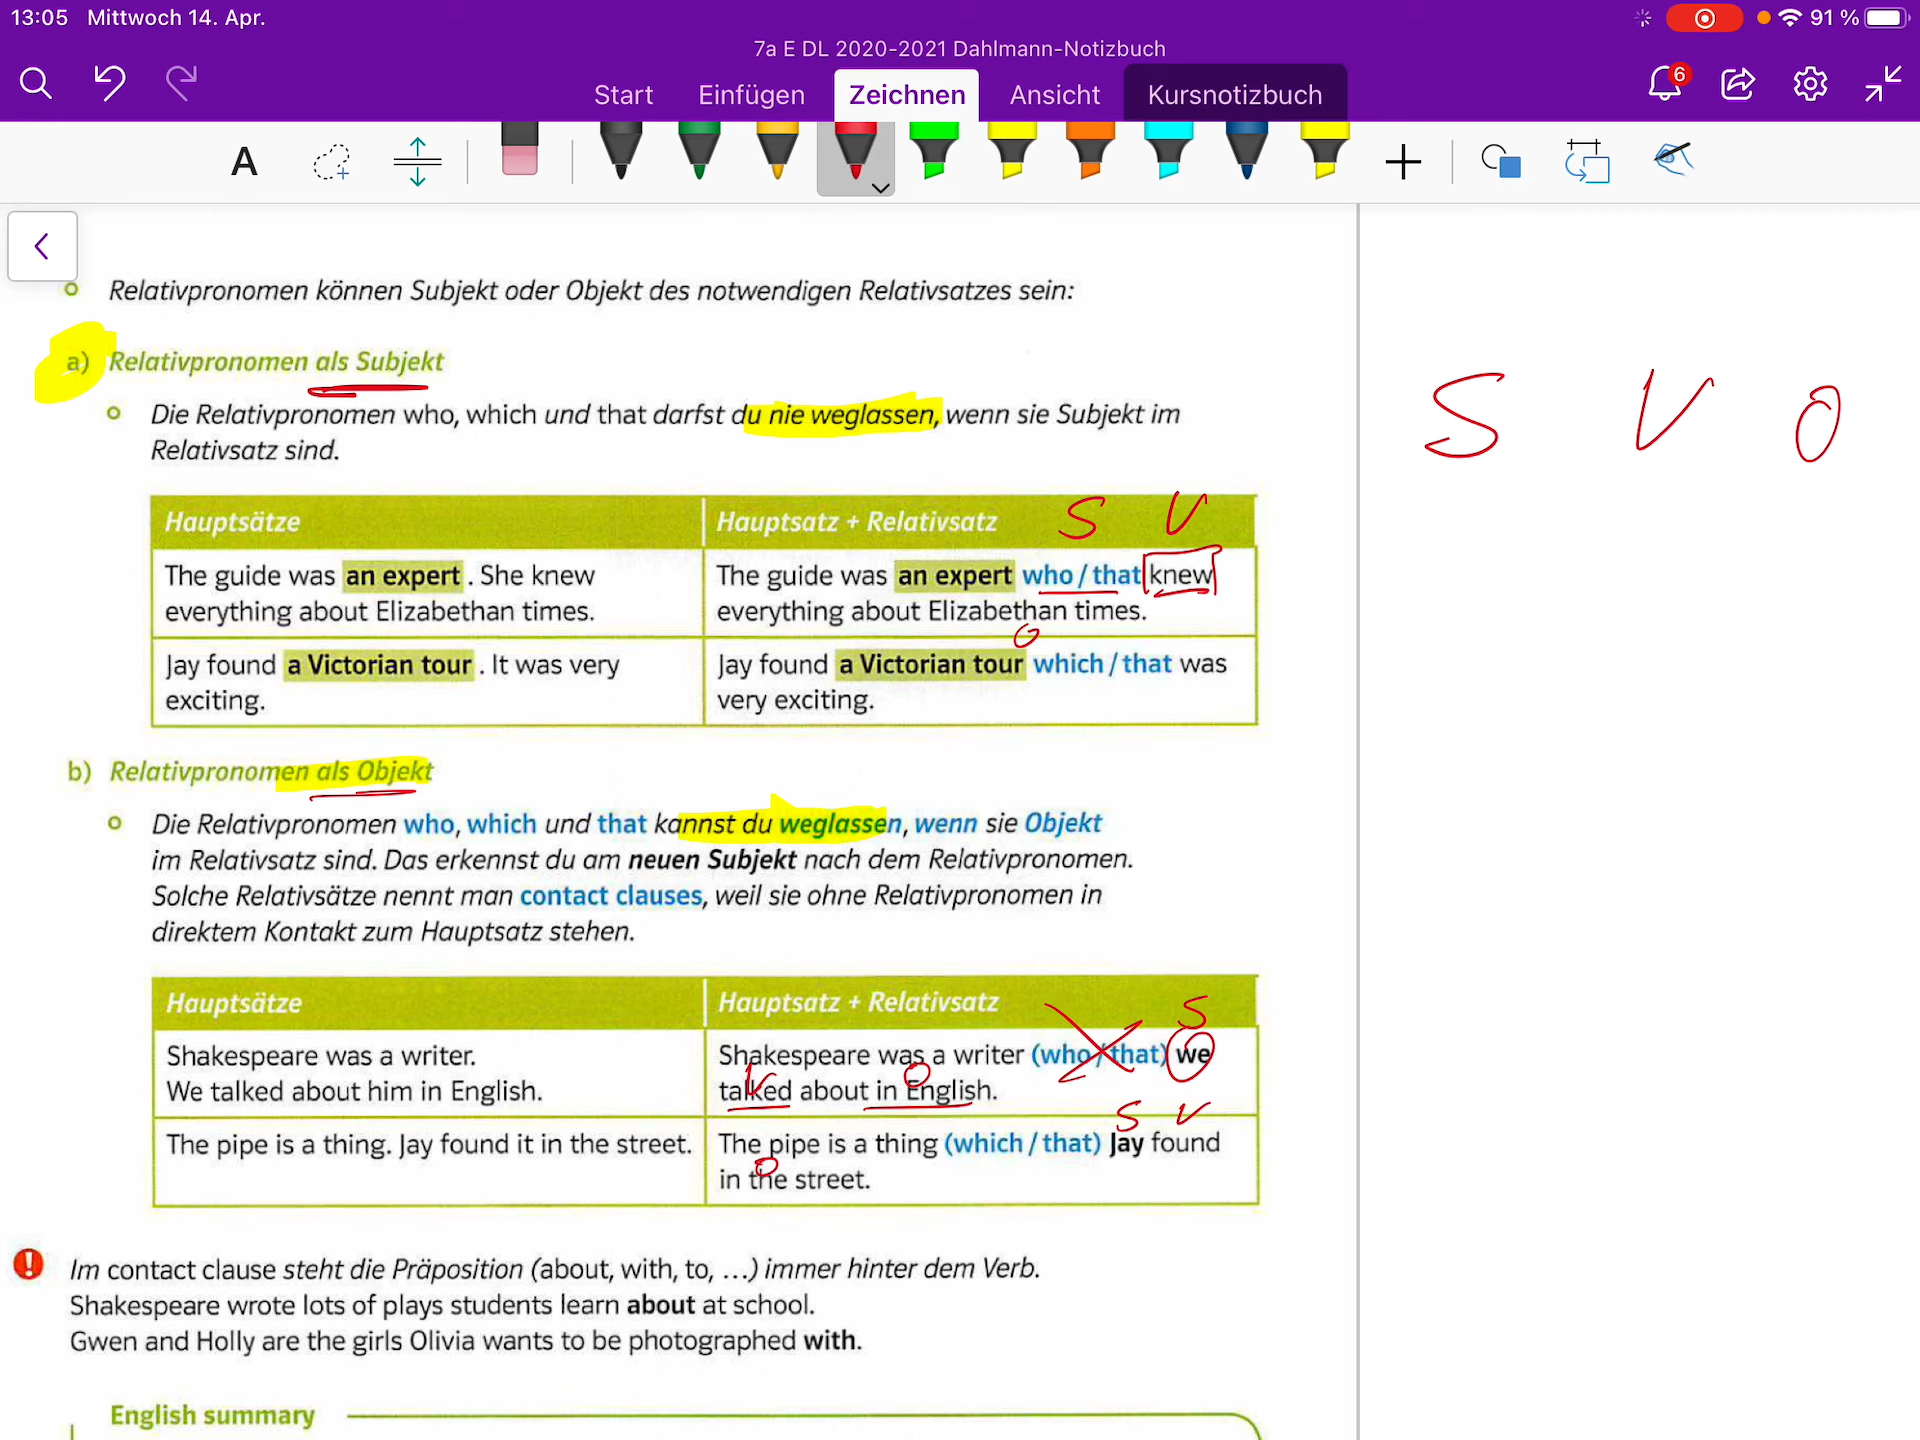 13:05 Mittwoch 14. Apr.
91 %
7a E DL 2020-2021 Dahlmann-Notizbuch
6
Start Einfügen Zeichnen Ansicht Kursnotizbuch
A
Relativpronomen können Subjekt oder Objekt des notwendigen Relativsatzes sein:
a) Relativpronomen als Subjekt
Die Relativpronomen who, which und that darfst du nie weglassen, wenn sie Subjekt im
Relativsatz sind.
S V O
Hauptsätze
Hauptsatz + Relativsatz S V
The guide was an expert . She knew
everything about Elizabethan times.
The guide was an expert who / that knew
everything about Elizabethan times.
O
Jay found a Victorian tour . It was very
exciting.
Jay found a Victorian tour which / that was
very exciting.
b) Relativpronomen als Objekt
Die Relativpronomen who, which und that kannst du weglassen, wenn sie Objekt
im Relativsatz sind. Das erkennst du am neuen Subjekt nach dem Relativpronomen.
Solche Relativsätze nennt man contact clauses, weil sie ohne Relativpronomen in
direktem Kontakt zum Hauptsatz stehen.
Hauptsätze
Hauptsatz + Relativsatz S
Shakespeare was a writer.
We talked about him in English.
Shakespeare was a writer (who / that) we
V O
talked about in English.
S V
The pipe is a thing. Jay found it in the street.
The pipe is a thing (which / that) Jay found
O
in the street.
! Im contact clause steht die Präposition (about, with, to, ...) immer hinter dem Verb.
Shakespeare wrote lots of plays students learn about at school.
Gwen and Holly are the girls Olivia wants to be photographed with.
English summary